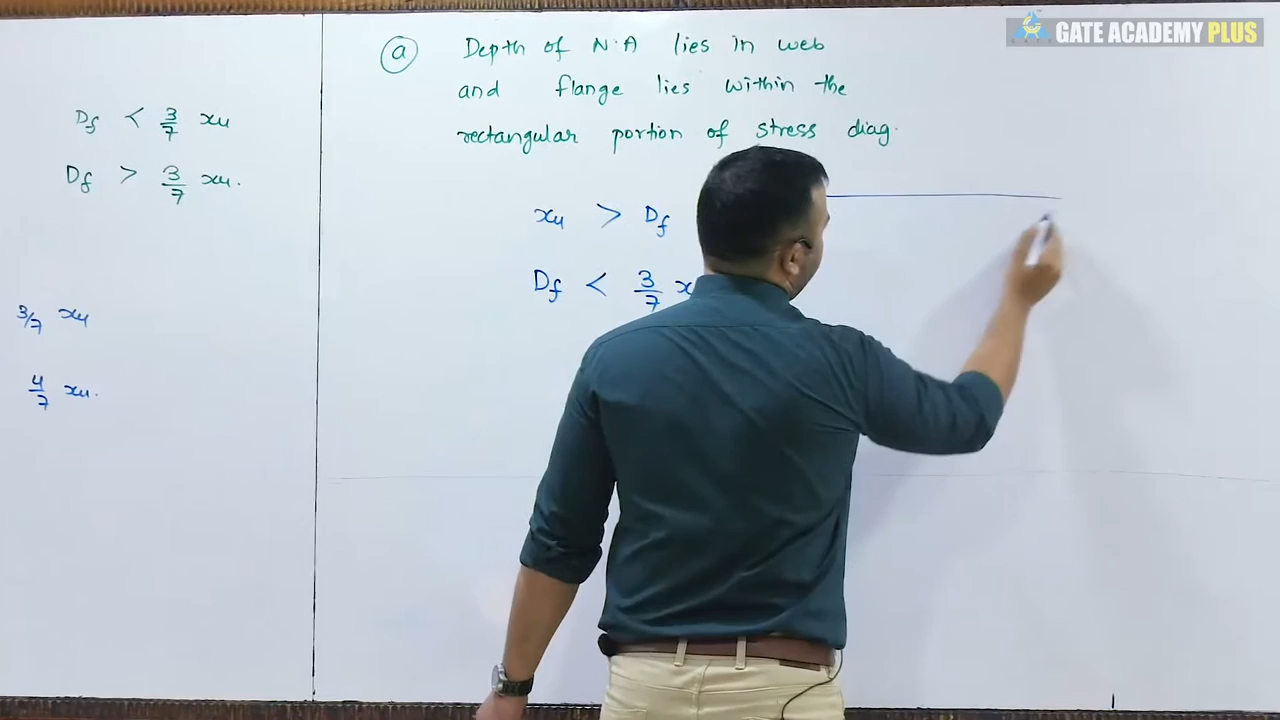 GATE ACADEMY PLUS
Df < 3/7 xu
Df > 3/7 xu.
3/7 xu
4/7 xu.
a Depth of N.A lies in web
and flange lies within the
rectangular portion of stress diag.
xu > Df
Df < 3/7 x